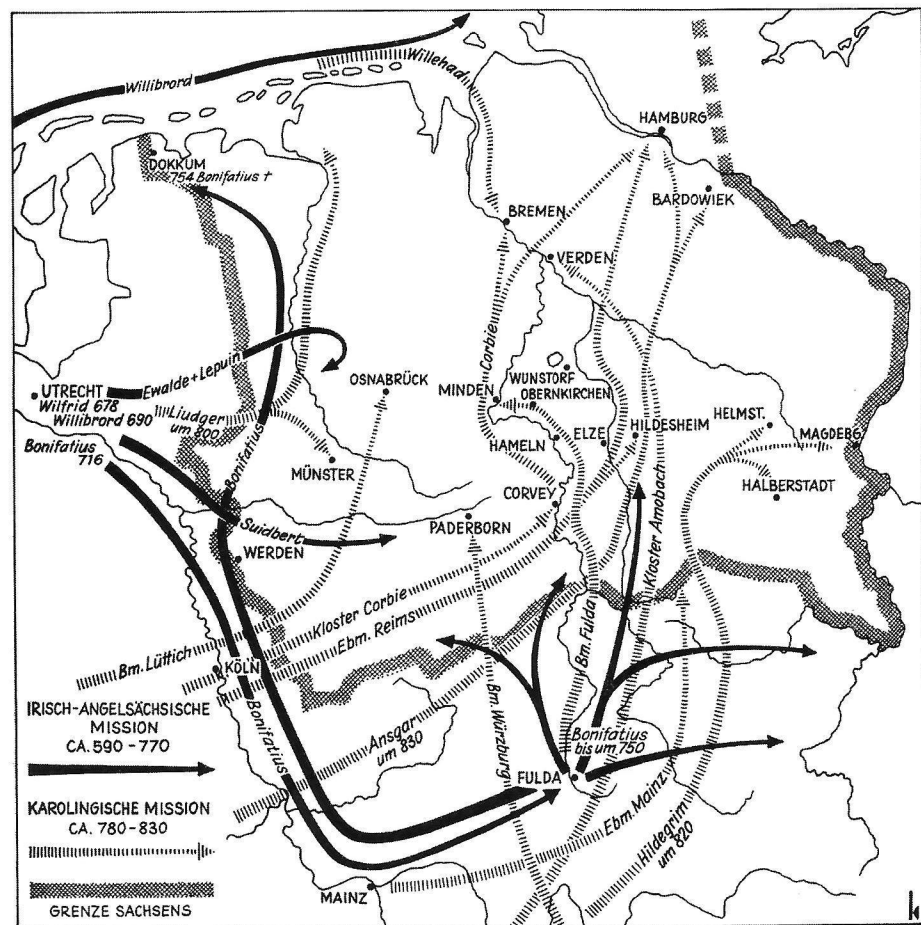 Willibrord
Willehad
HAMBURG
DOKKUM
754 Bonifatius †
BARDOWIEK
BREMEN
VERDEN
Corbie
UTRECHT
Wilfrid 678
Willibrord 690
Bonifatius
716
Ewalde+Lepuin
Liudger
um 800
OSNABRÜCK
MINDEN
WUNSTORF
OBERNKIRCHEN
HELMST.
HILDESHEIM
ELZE
MAGDEBG
HAMELN
MÜNSTER
Bonifatius
HALBERSTADT
CORVEY
PADERBORN
Suidbert
WERDEN
Kloster Amobach
Kloster Corbie
Ebm. Reims
Bm. Lüttich
KÖLN
Bm. Fulda
Bm. Würzburg
Bonifatius
Ansgar
um 830
Bonifatius
bis um 750
FULDA
Ebm. Mainz
Hildegrim
um 820
MAINZ
IRISCH-ANGELSÄCHSISCHE
MISSION
CA. 590-770
KAROLINGISCHE MISSION
CA. 780-830
GRENZE SACHSENS